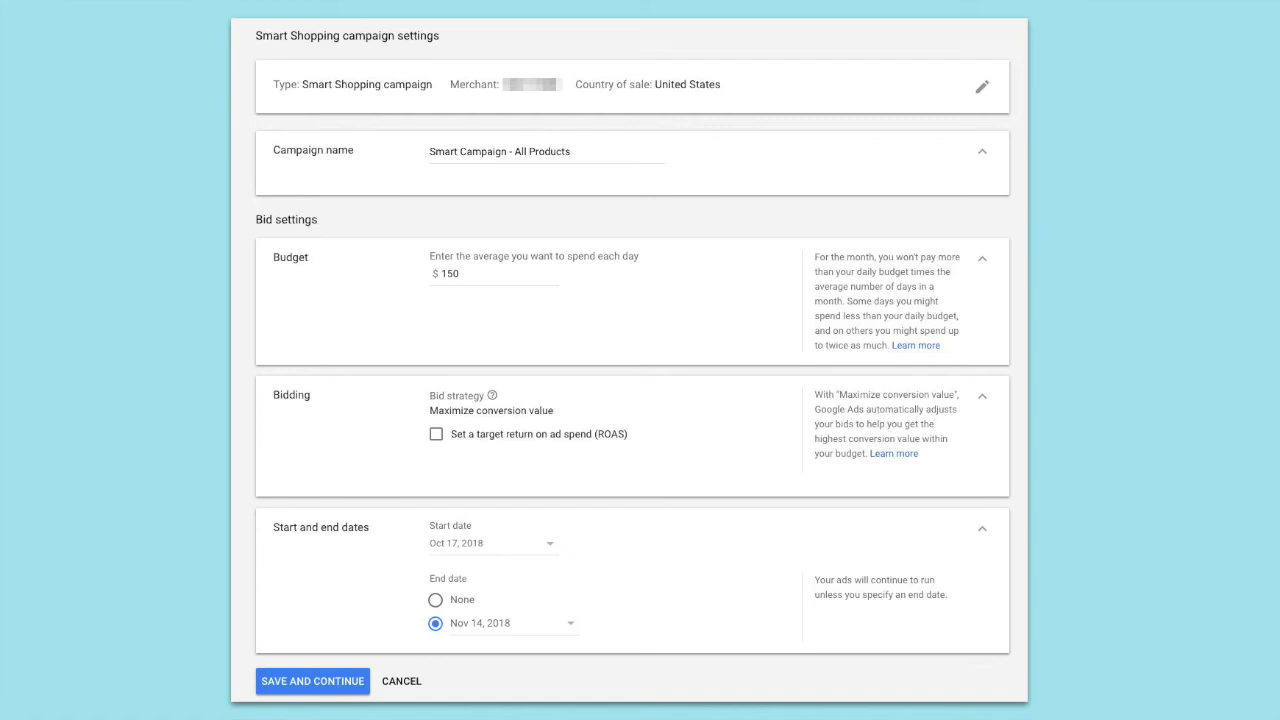 Smart Shopping campaign settings
Type: Smart Shopping campaign Merchant: Country of sale: United States
Campaign name
Smart Campaign - All Products
Bid settings
Budget
Enter the average you want to spend each day
$ 150
For the month, you won't pay more
than your daily budget times the
average number of days in a
month. Some days you might
spend less than your daily budget,
and on others you might spend up
to twice as much. Learn more
Bidding
Bid strategy
Maximize conversion value
Set a target return on ad spend (ROAS)
With "Maximize conversion value",
Google Ads automatically adjusts
your bids to help you get the
highest conversion value within
your budget. Learn more
Start and end dates
Start date
Oct 17, 2018
End date
None
Nov 14, 2018
Your ads will continue to run
unless you specify an end date.
SAVE AND CONTINUE CANCEL